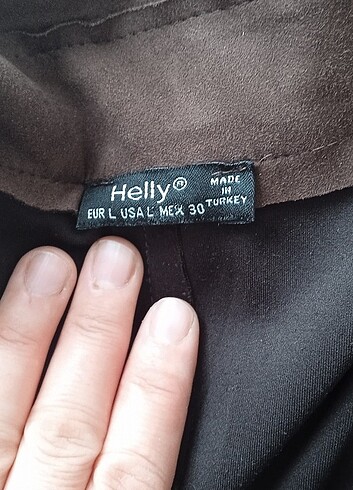 Helly®
MADE
IN
TURKEY
EUR L USA L MEX 30